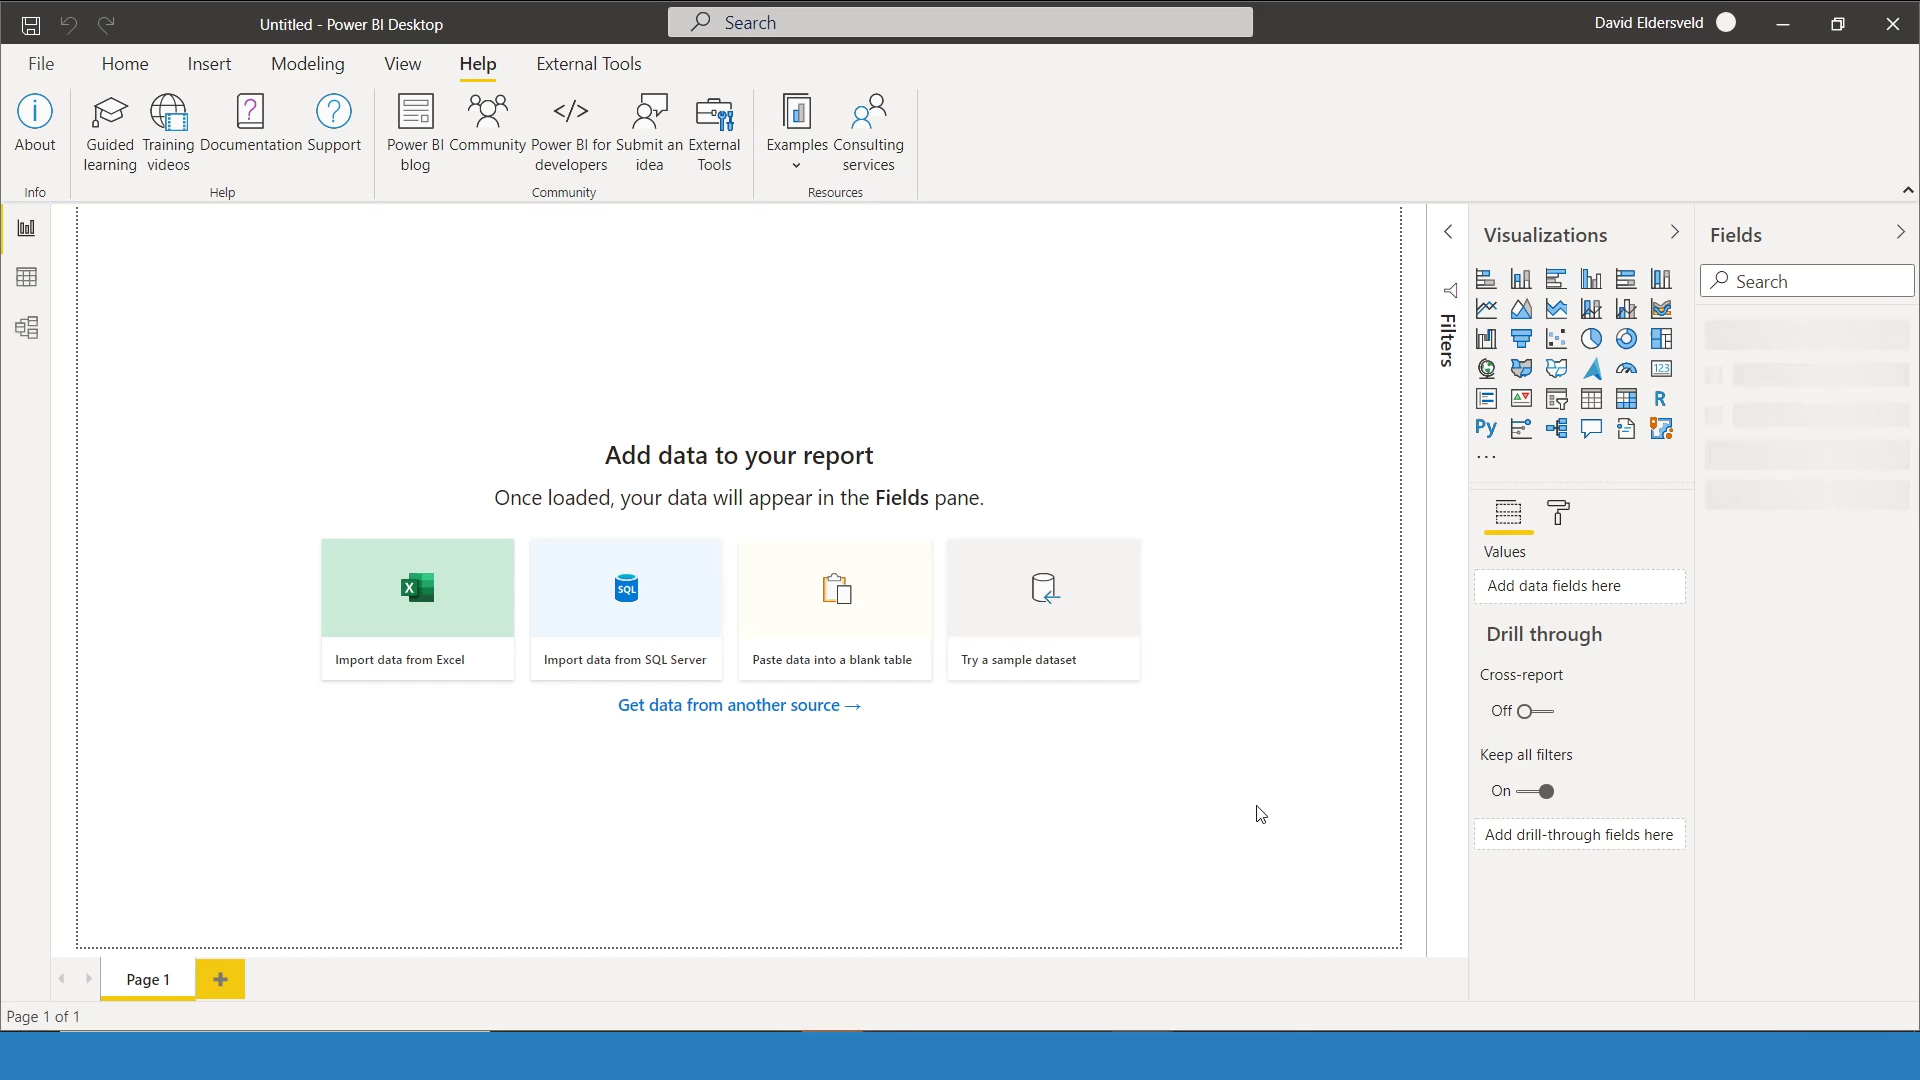 Untitled - Power BI Desktop
Search
David Eldersveld
File Home Insert Modeling View Help External Tools
About
Guided learning
Training videos
Documentation
Support
Power BI blog
Community
Power BI for developers
Submit an idea
External Tools
Examples
Consulting services
Info
Help
Community
Resources
Filters
Visualizations
123
R
Py
...
Values
Add data fields here
Drill through
Cross-report
Off
Keep all filters
On
Add drill-through fields here
Fields
Search
Add data to your report
Once loaded, your data will appear in the Fields pane.
X
SQL
Import data from Excel
Import data from SQL Server
Paste data into a blank table
Try a sample dataset
Get data from another source →
Page 1
Page 1 of 1